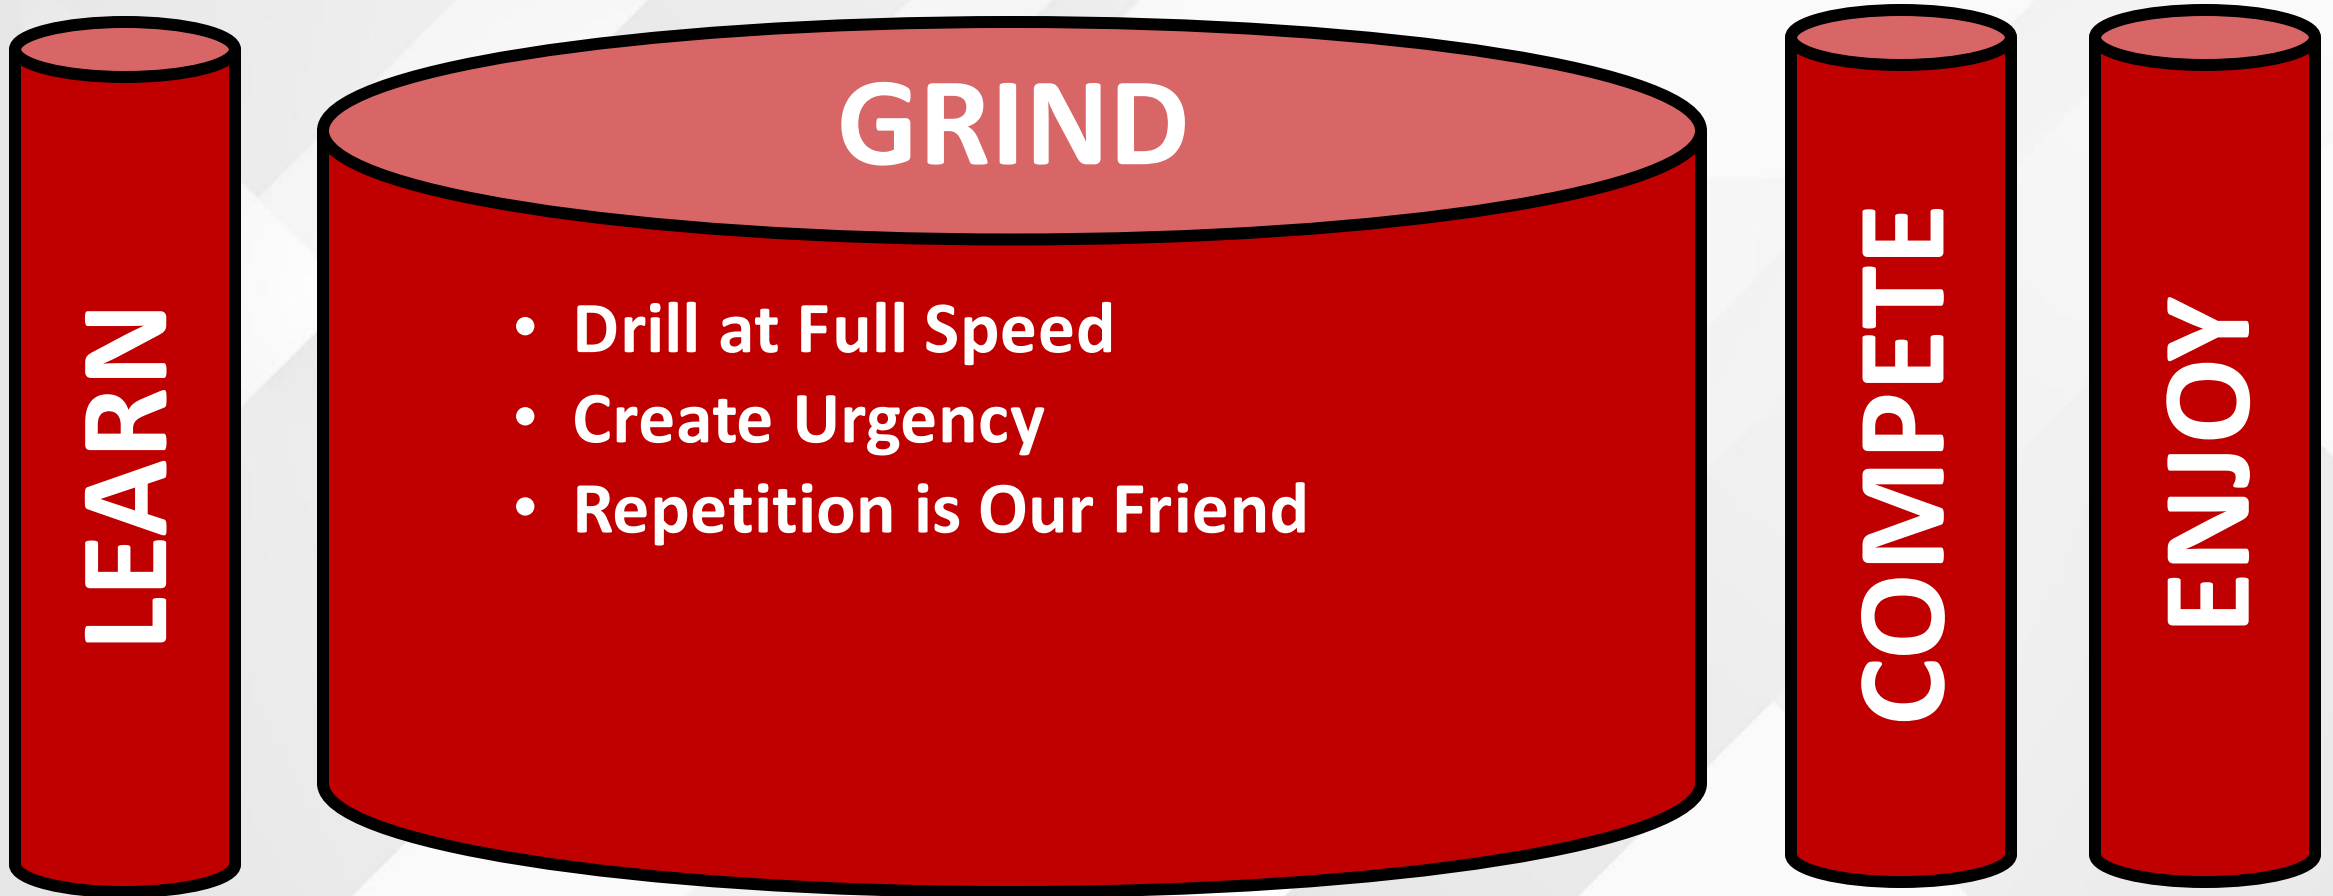 LEARN
GRIND
• Drill at Full Speed
• Create Urgency
• Repetition is Our Friend
COMPETE
ENJOY